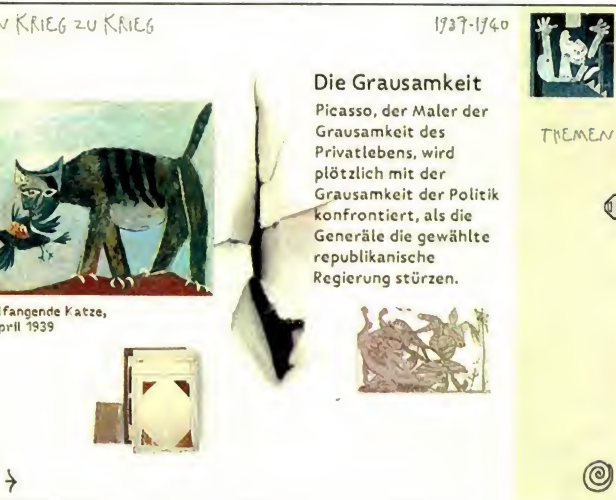 KRIEG ZU KRIEG
1937-1940
Die Grausamkeit
Picasso, der Maler der
Grausamkeit des
Privatlebens, wird
plötzlich mit der
Grausamkeit der Politik
konfrontiert, als die
Generäle die gewählte
republikanische
Regierung stürzen.
THEMEN
lfangende Katze,
pril 1939